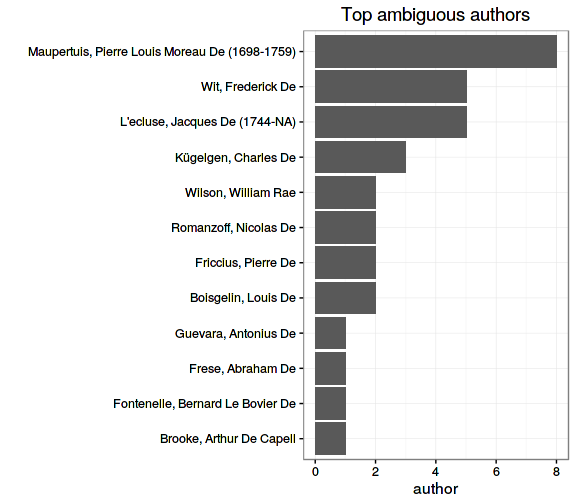 Top ambiguous authors
Maupertuis, Pierre Louis Moreau De (1698-1759)
Wit, Frederick De
L'ecluse, Jacques De (1744-NA)
Kügelgen, Charles De
Wilson, William Rae
Romanzoff, Nicolas De
Friccius, Pierre De
Boisgelin, Louis De
Guevara, Antonius De
Frese, Abraham De
Fontenelle, Bernard Le Bovier De
Brooke, Arthur De Capell
0 2 4 6 8
author